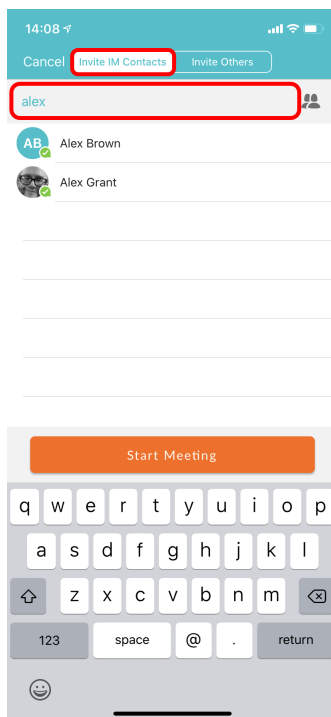 14:08
Cancel Invite IM Contacts Invite Others
alex
AB Alex Brown
Alex Grant
Start Meeting
q w e r t y u i o p
a s d f g h j k l
z x c v b n m
123 space @ . return